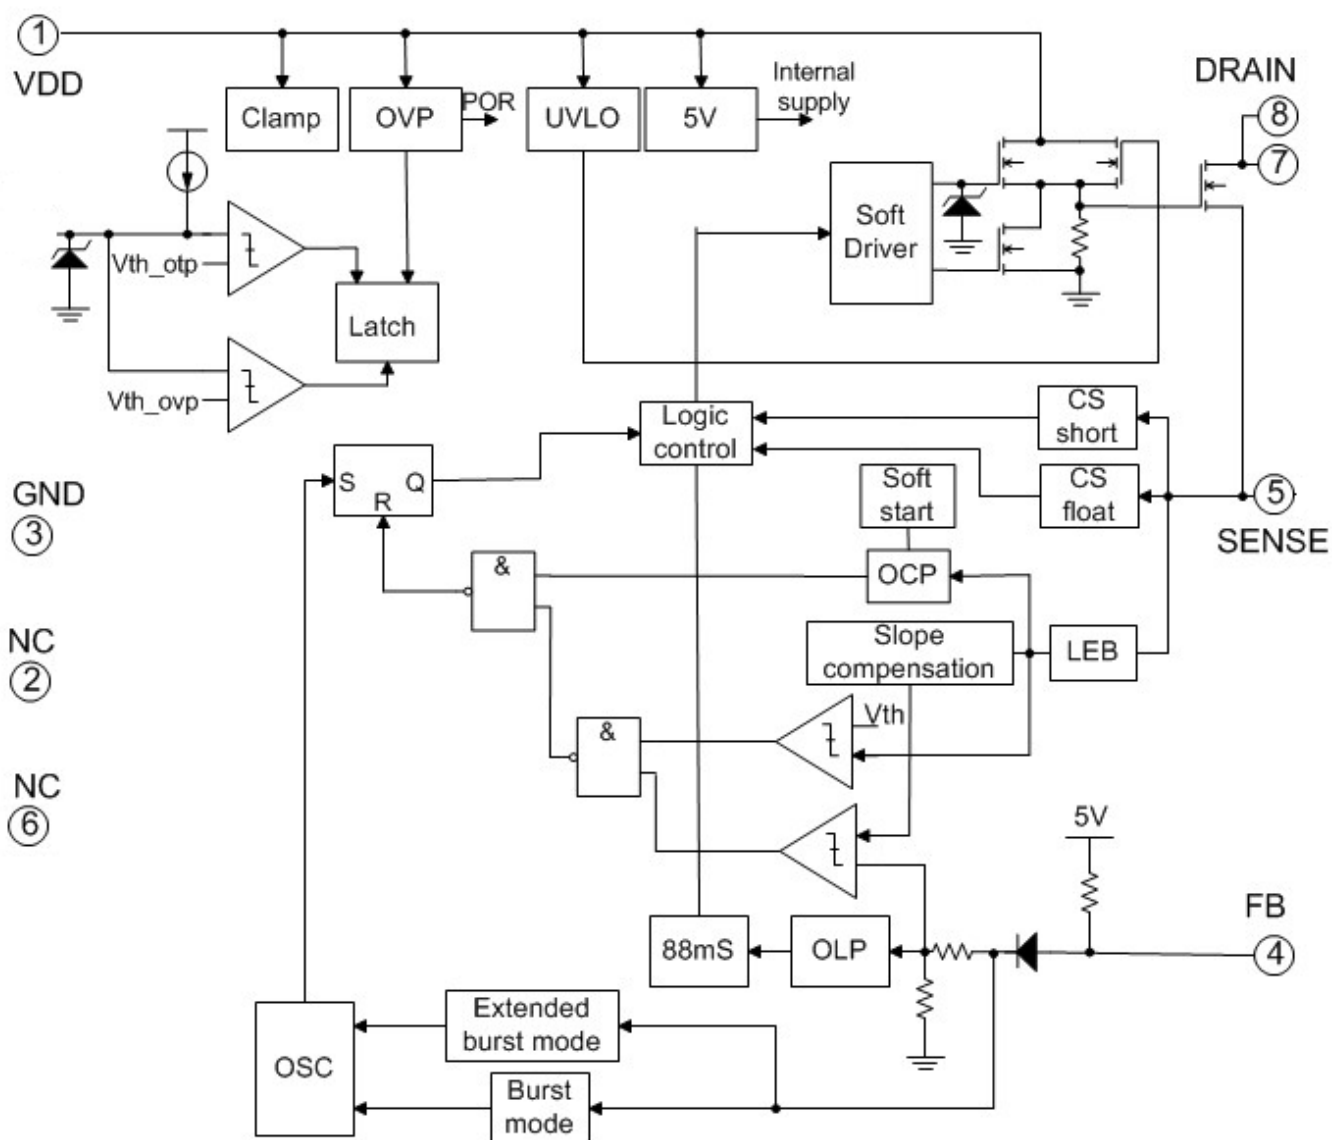 1
VDD
Clamp
OVP
POR
UVLO
5V
Internal
supply
DRAIN
8
7
Soft
Driver
Vth_otp
Latch
Vth_ovp
Logic
control
CS
short
CS
float
5
SENSE
S
Q
R
GND
3
Soft
start
&
OCP
NC
2
Slope
compensation
LEB
Vth
&
NC
6
5V
FB
4
88mS
OLP
Extended
burst mode
OSC
Burst
mode